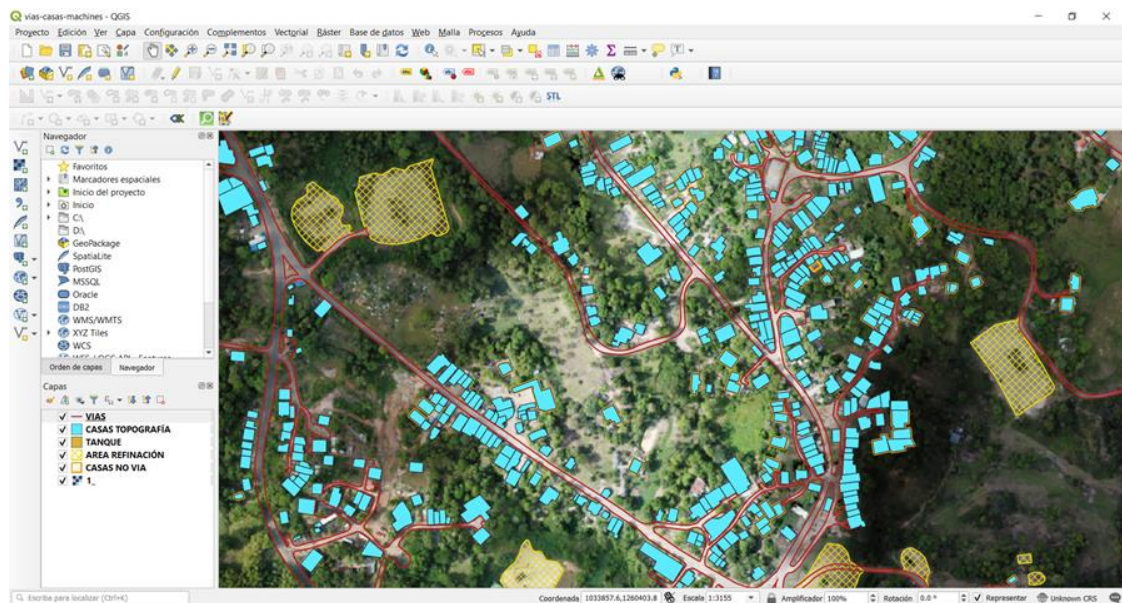 vias-casas-machines - QGIS
Proyecto Edición Ver Capa Configuración Complementos Vectorial Ráster Base de datos Web Malla Procesos Ayuda
STL
Navegador
Favoritos
Marcadores espaciales
Inicio del proyecto
Inicio
C:\
D:\
GeoPackage
SpatiaLite
PostGIS
MSSQL
Oracle
DB2
WMS/WMTS
XYZ Tiles
WCS
Orden de capas Navegador
Capas
VIAS
CASAS TOPOGRAFÍA
TANQUE
AREA REFINACIÓN
CASAS NO VIA
1_
Escriba para localizar (Ctrl+K) Coordenada 1033857.6,1260403.8 Escala 1:3155 Amplificador 100% Rotación 0.0 ° Representar Unknown CRS